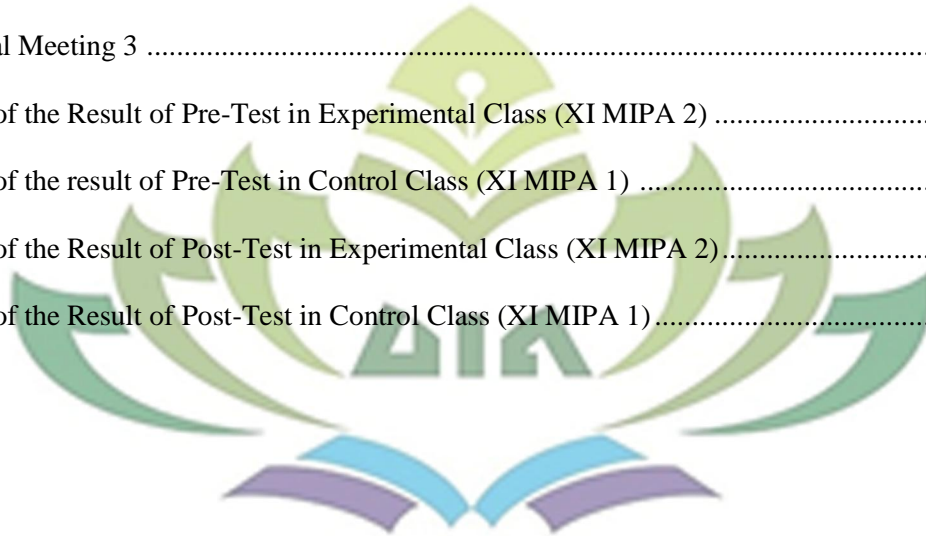 al Meeting 3 ........................................................................................................
of the Result of Pre-Test in Experimental Class (XI MIPA 2) ............................
of the result of Pre-Test in Control Class (XI MIPA 1) ......................................
of the Result of Post-Test in Experimental Class (XI MIPA 2)...........................
of the Result of Post-Test in Control Class (XI MIPA 1)....................................